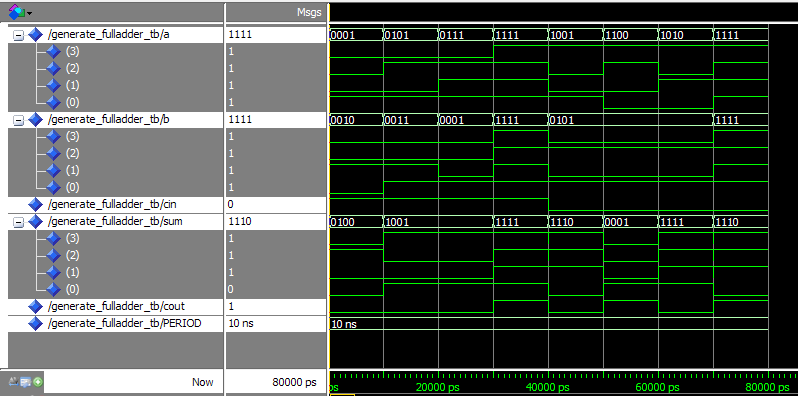 Msgs
/generate_fulladder_tb/a 1111 0001 0101 0111 1111 1001 1100 1010 1111
(3) 1
(2) 1
(1) 1
(0) 1
/generate_fulladder_tb/b 1111 0010 0011 0001 1111 0101 1111
(3) 1
(2) 1
(1) 1
(0) 1
/generate_fulladder_tb/cin 0
/generate_fulladder_tb/sum 1110 0100 1001 1111 1110 0001 1111 1110
(3) 1
(2) 1
(1) 1
(0) 0
/generate_fulladder_tb/cout 1
/generate_fulladder_tb/PERIOD 10 ns 10 ns
Now 80000 ps ps 20000 ps 40000 ps 60000 ps 80000 ps